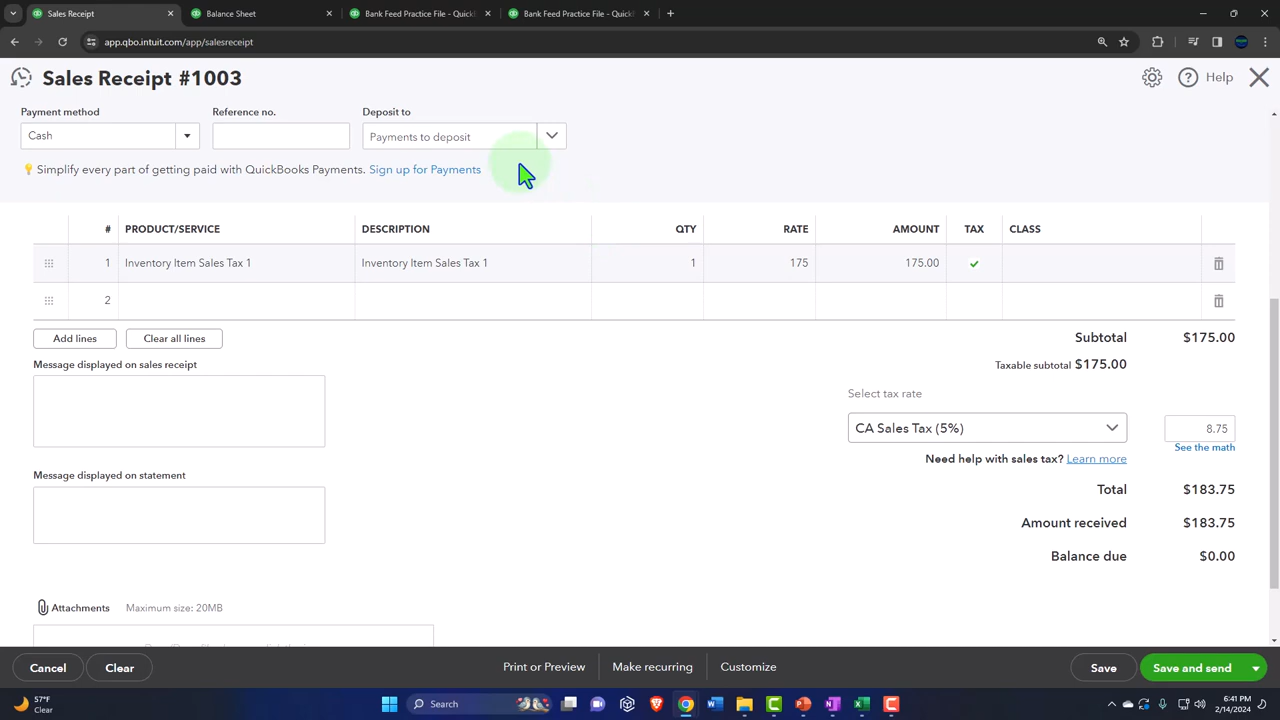 Sales Receipt
Balance Sheet
Bank Feed Practice File - QuickB
Bank Feed Practice File - QuickB
app.qbo.intuit.com/app/salesreceipt
Sales Receipt #1003
Help
Payment method
Reference no.
Deposit to
Cash
Payments to deposit
Simplify every part of getting paid with QuickBooks Payments. Sign up for Payments
# PRODUCT/SERVICE DESCRIPTION QTY RATE AMOUNT TAX CLASS
1 Inventory Item Sales Tax 1 Inventory Item Sales Tax 1 1 175 175.00
2
Add lines
Clear all lines
Subtotal $175.00
Message displayed on sales receipt
Taxable subtotal $175.00
Select tax rate
CA Sales Tax (5%)
8.75
See the math
Need help with sales tax? Learn more
Message displayed on statement
Total $183.75
Amount received $183.75
Balance due $0.00
Attachments Maximum size: 20MB
Cancel
Clear
Print or Preview
Make recurring
Customize
Save
Save and send
57°F
Clear
Search
6:41 PM
2/14/2024